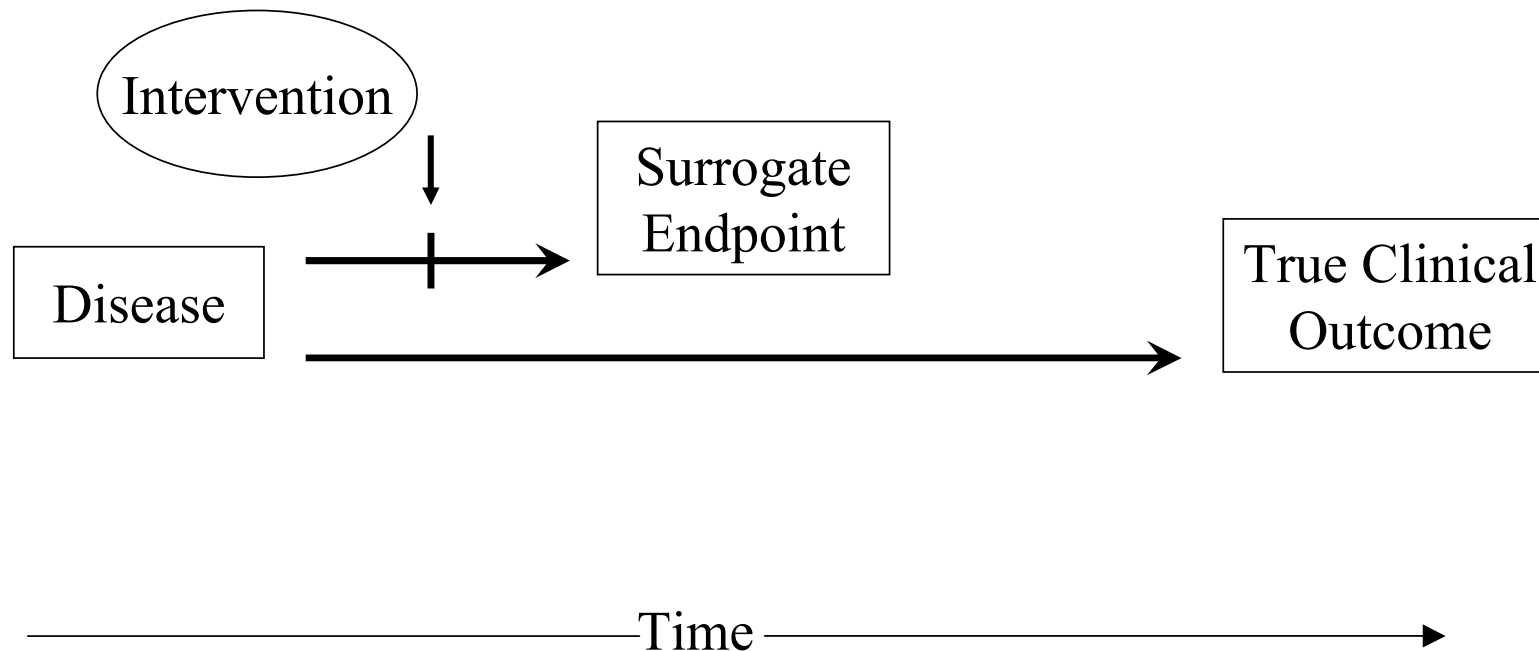 Intervention
Surrogate
Endpoint
Disease
True Clinical
Outcome
Time